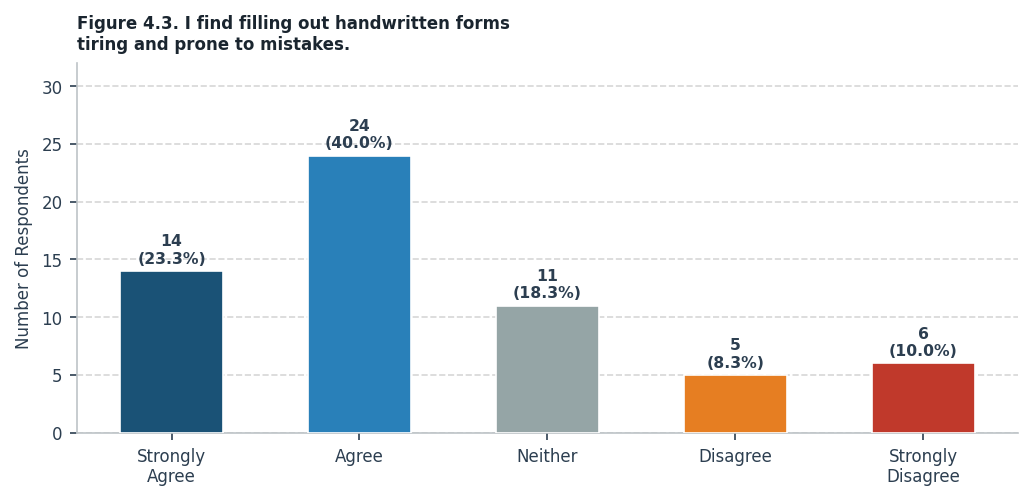 Figure 4.3. I find filling out handwritten forms
tiring and prone to mistakes.
Number of Respondents
30
25
20
15
10
5
0
14
(23.3%)
24
(40.0%)
11
(18.3%)
5
(8.3%)
6
(10.0%)
Strongly
Agree
Agree
Neither
Disagree
Strongly
Disagree